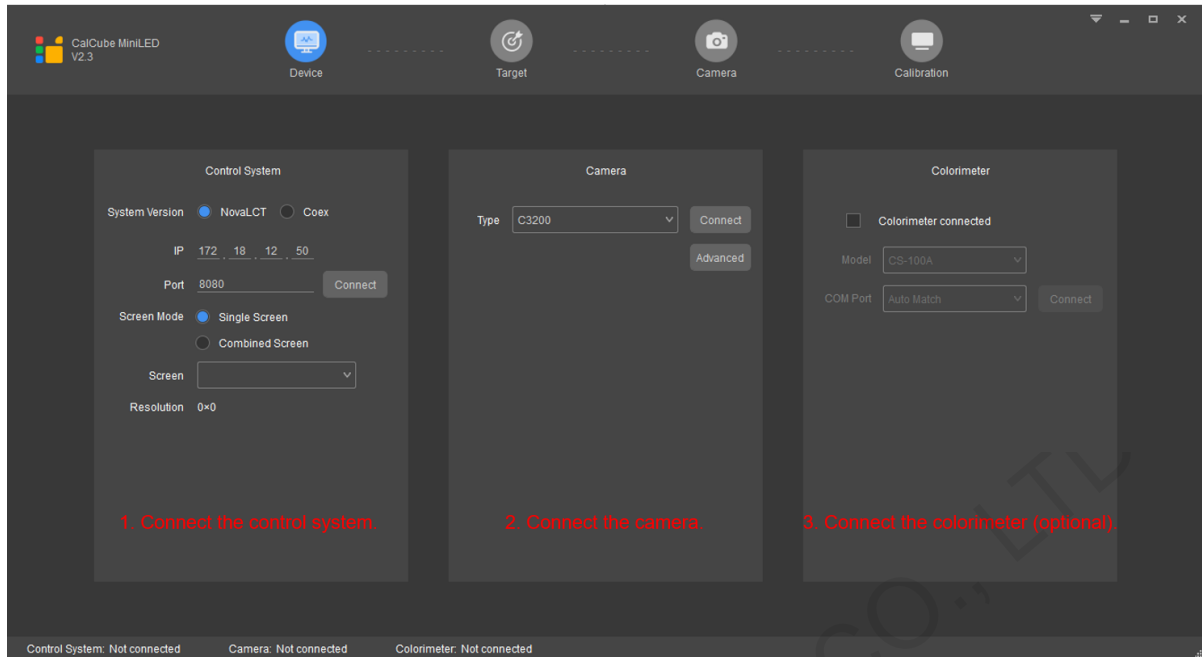 CalCube MiniLED
V2.3
Device
Target
Camera
Calibration
Control System
System Version NovaLCT Coex
IP 172 . 18 . 12 . 50
Port 8080 Connect
Screen Mode Single Screen
Combined Screen
Screen
Resolution 0×0
1. Connect the control system.
Camera
Type C3200 Connect
Advanced
2. Connect the camera.
Colorimeter
Colorimeter connected
Model CS-100A
COM Port Auto Match Connect
3. Connect the colorimeter (optional).
CO., LTD
Control System: Not connected Camera: Not connected Colorimeter: Not connected